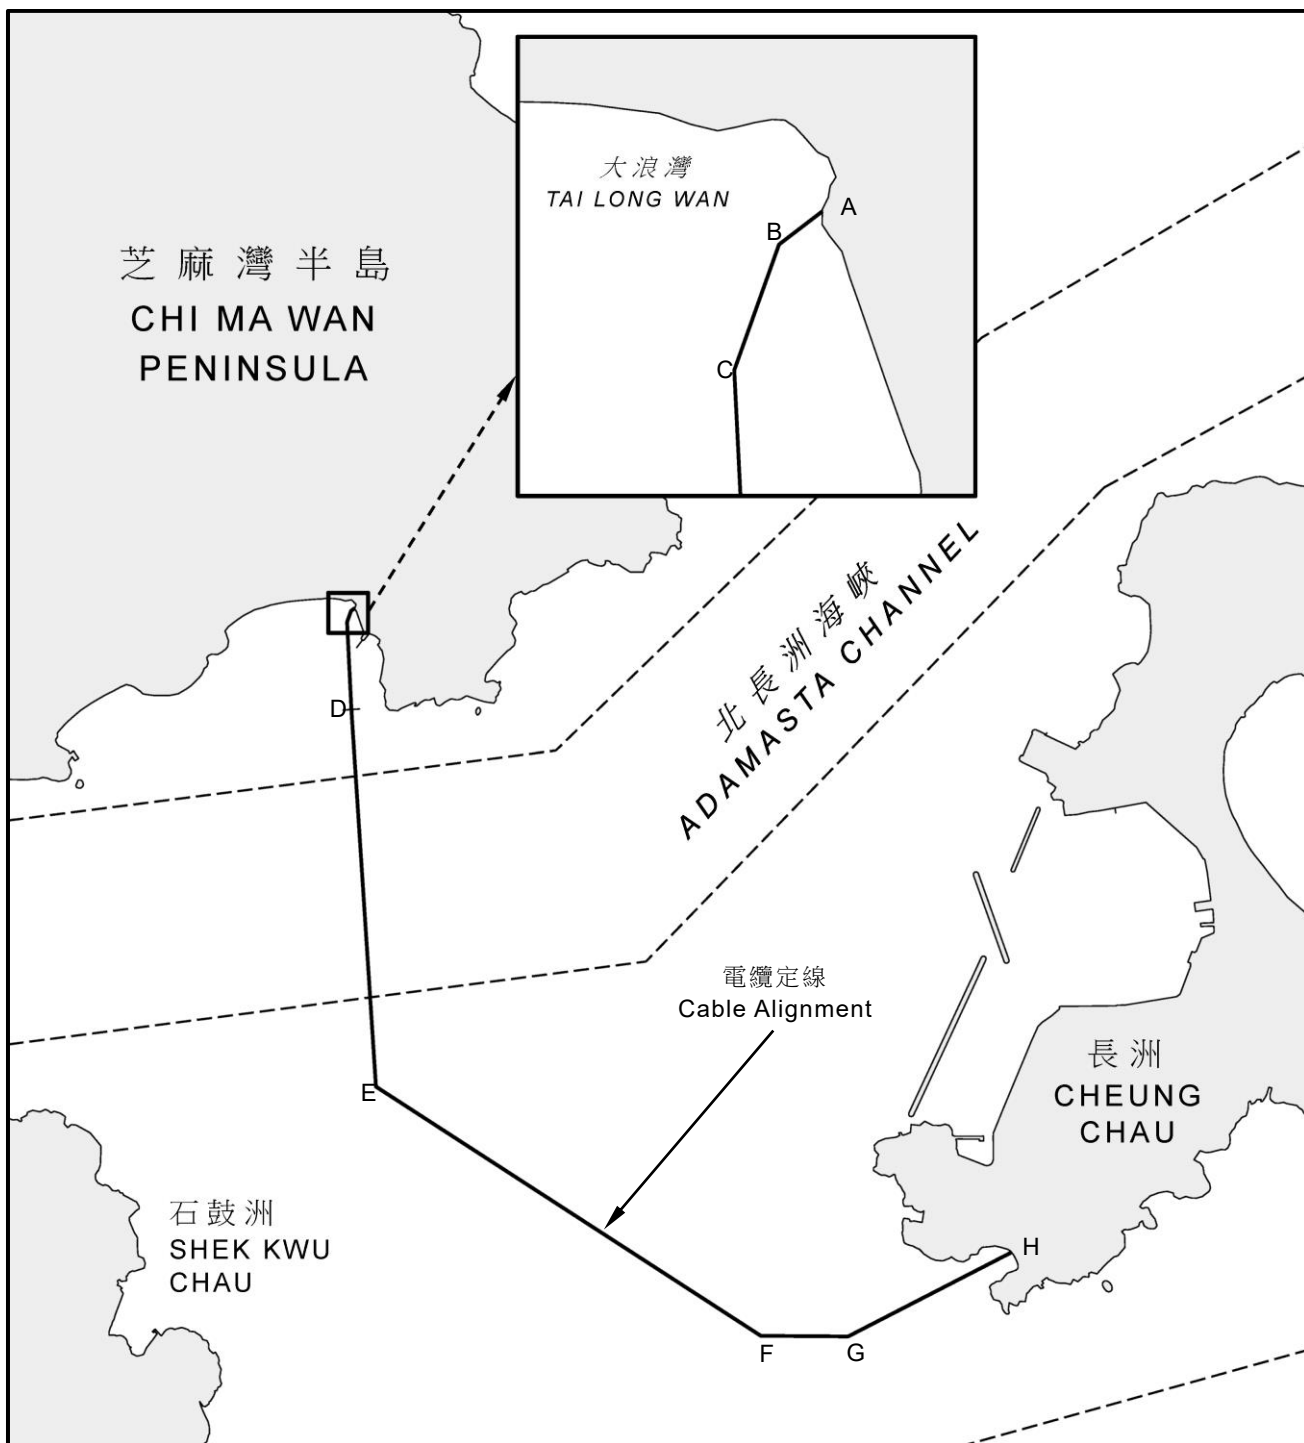 大浪灣
TAI LONG WAN
A
B
C
芝麻灣半島
CHI MA WAN
PENINSULA
北長洲海峽
ADAMASTA CHANNEL
D
電纜定線
Cable Alignment
長洲
CHEUNG
CHAU
E
石鼓洲
SHEK KWU
CHAU
H
F
G